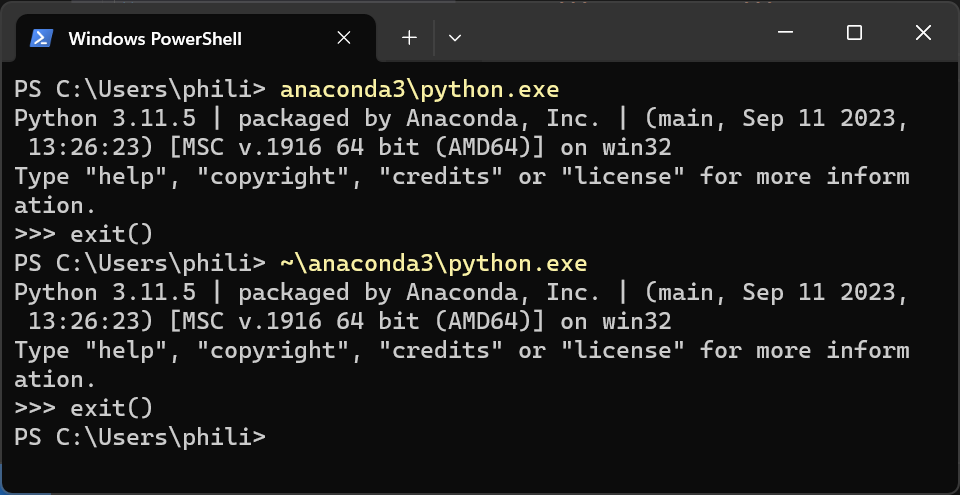 Windows PowerShell
PS C:\Users\phili> anaconda3\python.exe
Python 3.11.5 | packaged by Anaconda, Inc. | (main, Sep 11 2023,
 13:26:23) [MSC v.1916 64 bit (AMD64)] on win32
Type "help", "copyright", "credits" or "license" for more inform
ation.
>>> exit()
PS C:\Users\phili> ~\anaconda3\python.exe
Python 3.11.5 | packaged by Anaconda, Inc. | (main, Sep 11 2023,
 13:26:23) [MSC v.1916 64 bit (AMD64)] on win32
Type "help", "copyright", "credits" or "license" for more inform
ation.
>>> exit()
PS C:\Users\phili>